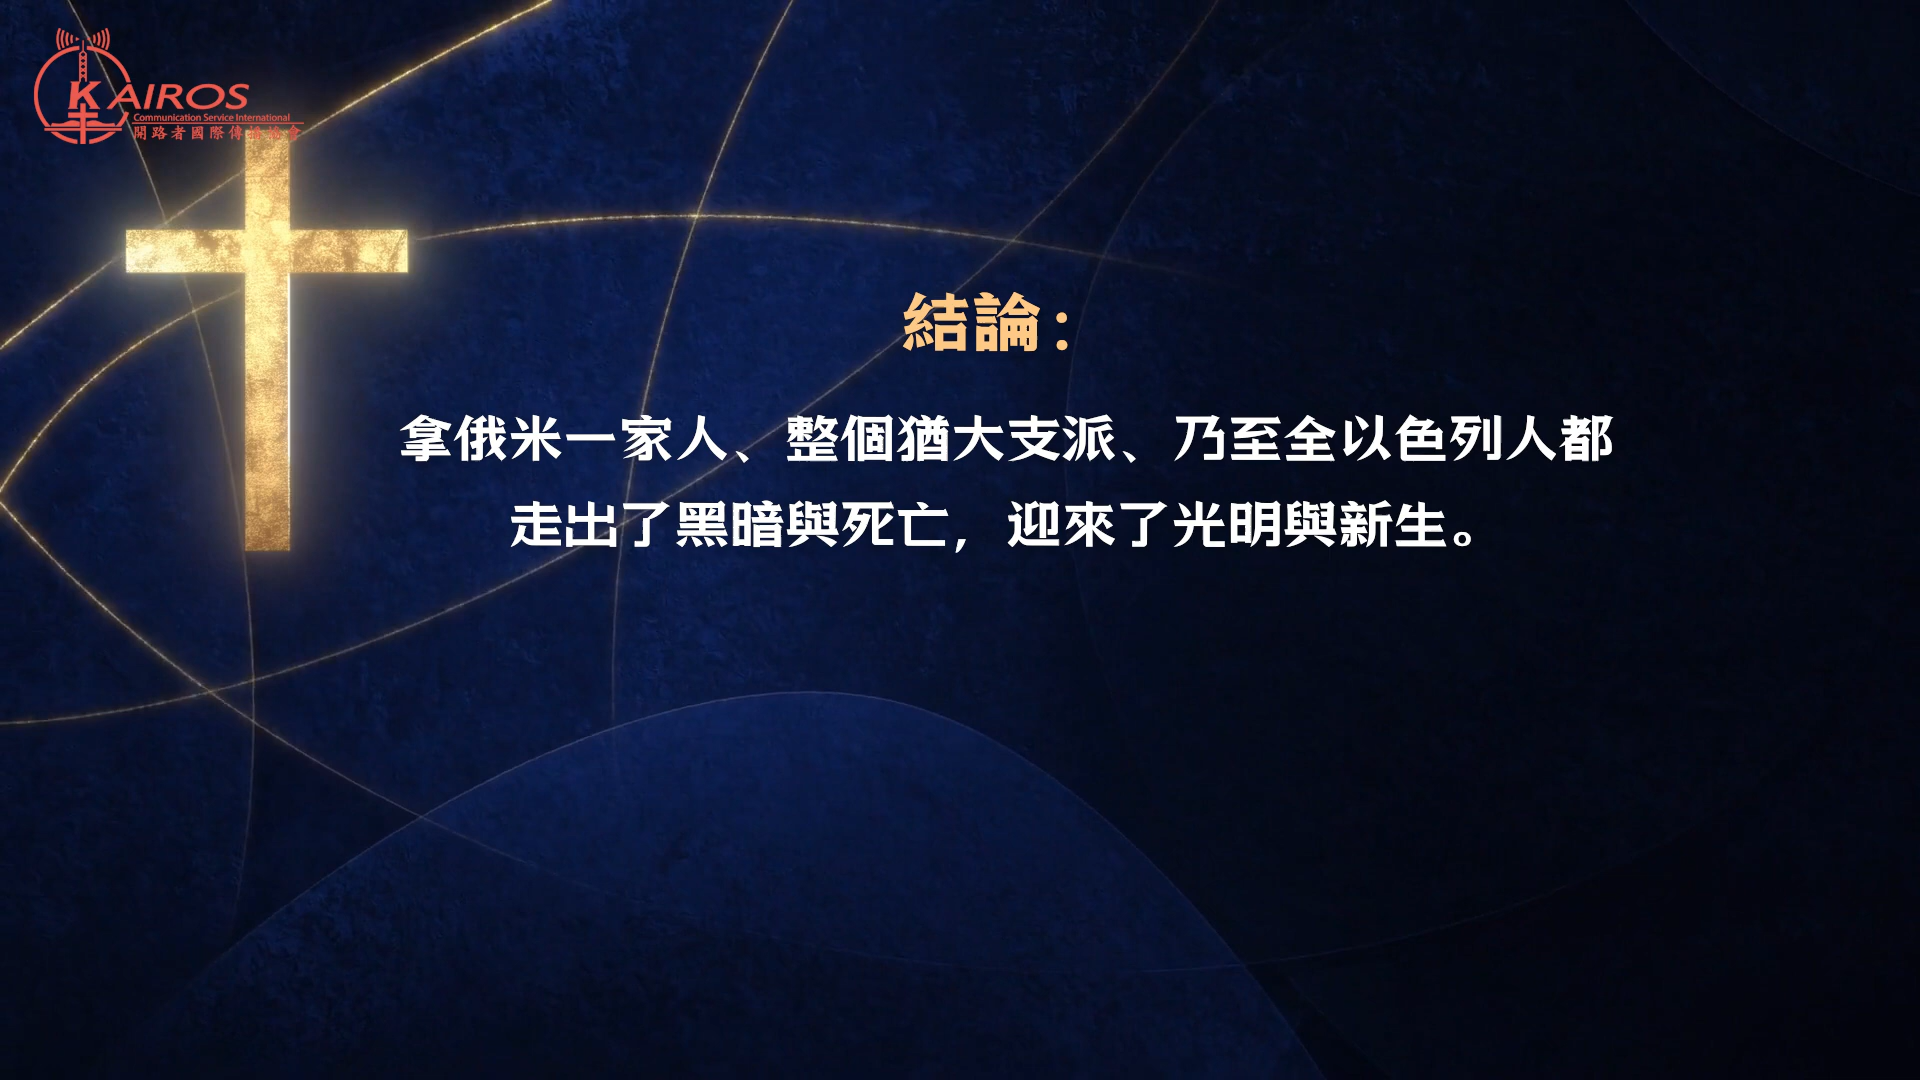 KAIROS
Communication Service International
開路者國際傳播協會
結論：
拿俄米一家人、整個猶大支派、乃至全以色列人都
走出了黑暗與死亡，迎來了光明與新生。